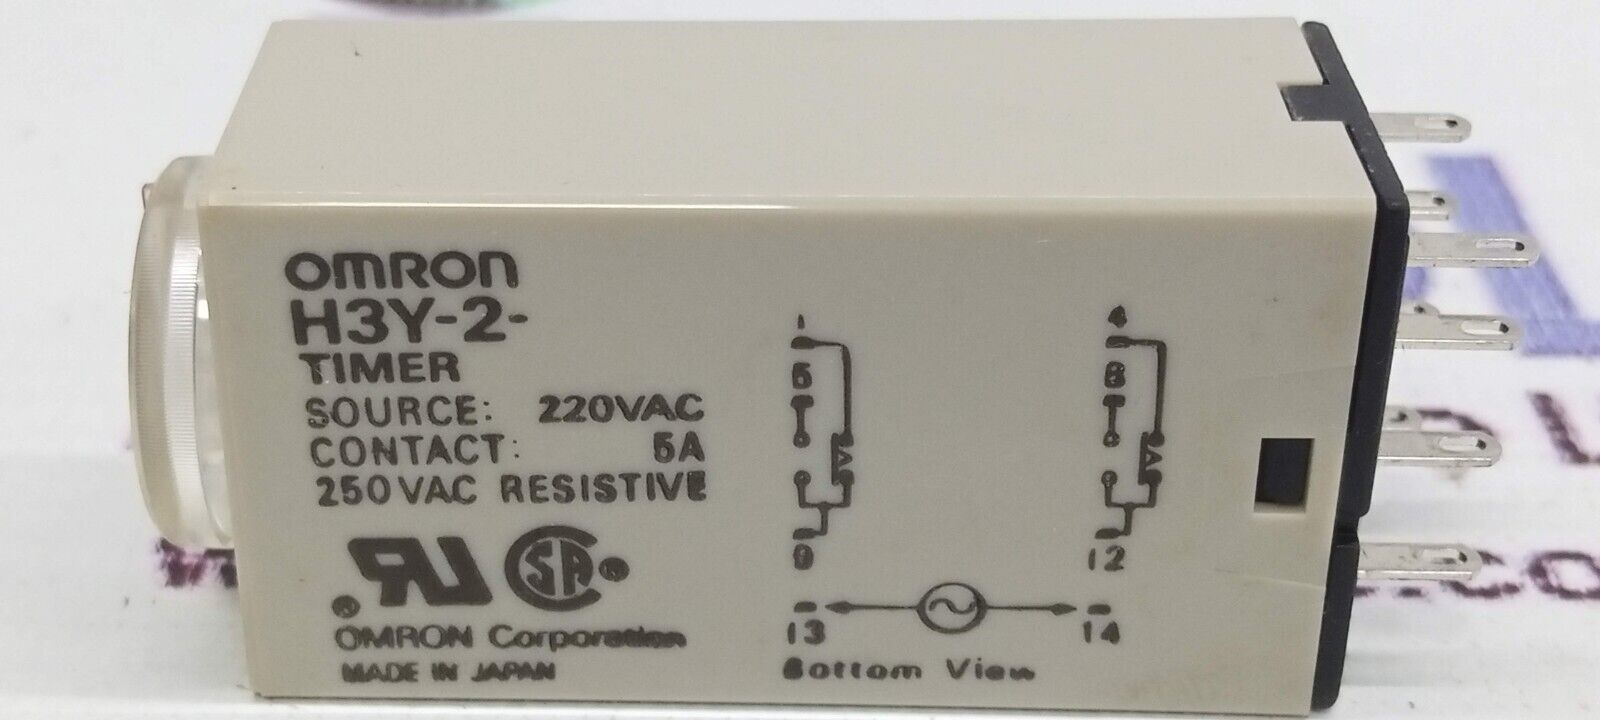 OMRON
H3Y-2-
TIMER
SOURCE: 220VAC
CONTACT: 5A
250VAC RESISTIVE
OMRON Corporation
MADE IN JAPAN
1 4
5 8
9 12
13 14
Bottom View